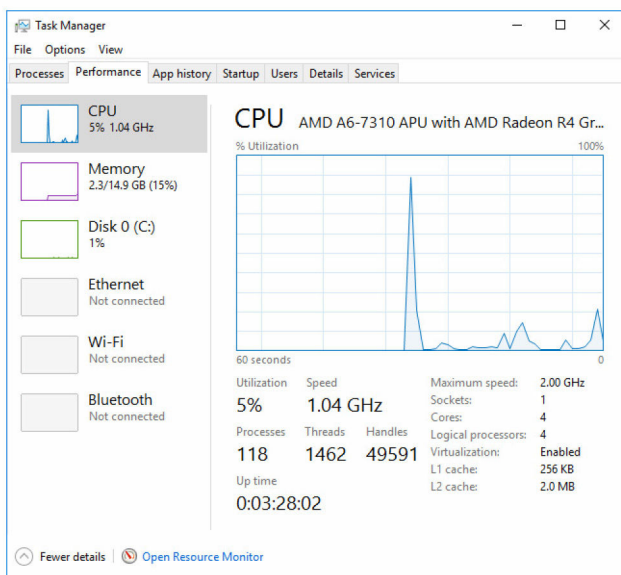 Task Manager
File Options View
Processes Performance App history Startup Users Details Services
CPU
5% 1.04 GHz
Memory
2.3/14.9 GB (15%)
Disk 0 (C:)
1%
Ethernet
Not connected
Wi-Fi
Not connected
Bluetooth
Not connected
CPU AMD A6-7310 APU with AMD Radeon R4 Gr...
% Utilization 100%
60 seconds 0
Utilization Speed
5% 1.04 GHz
Processes Threads Handles
118 1462 49591
Up time
0:03:28:02
Maximum speed: 2.00 GHz
Sockets: 1
Cores: 4
Logical processors: 4
Virtualization: Enabled
L1 cache: 256 KB
L2 cache: 2.0 MB
Fewer details Open Resource Monitor